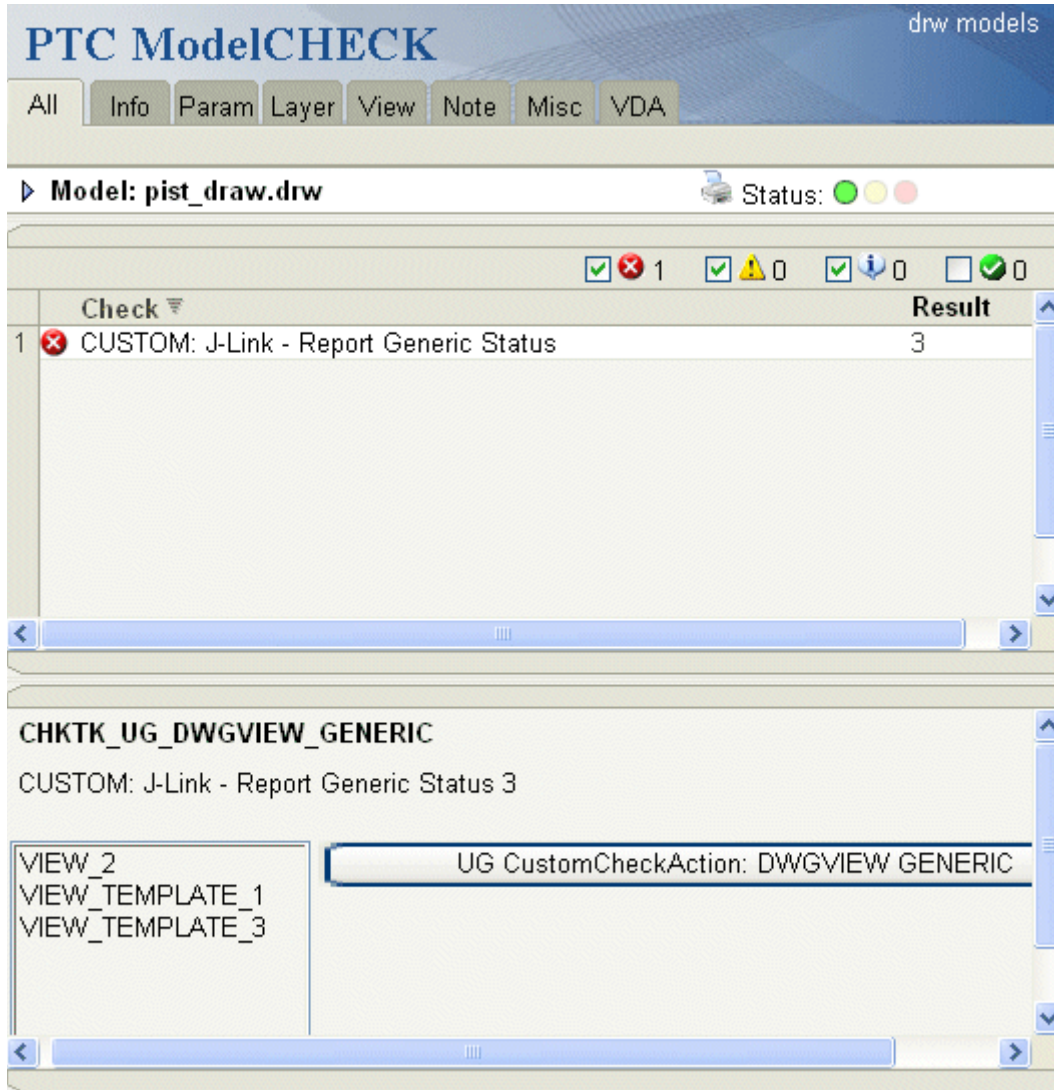 drw models
PTC ModelCHECK
All Info Param Layer View Note Misc VDA
Model: pist_draw.drw Status:
1 0 0 0
Check Result
1 CUSTOM: J-Link - Report Generic Status 3
CHKTK_UG_DWGVIEW_GENERIC
CUSTOM: J-Link - Report Generic Status 3
VIEW_2
VIEW_TEMPLATE_1
VIEW_TEMPLATE_3
UG CustomCheckAction: DWGVIEW GENERIC